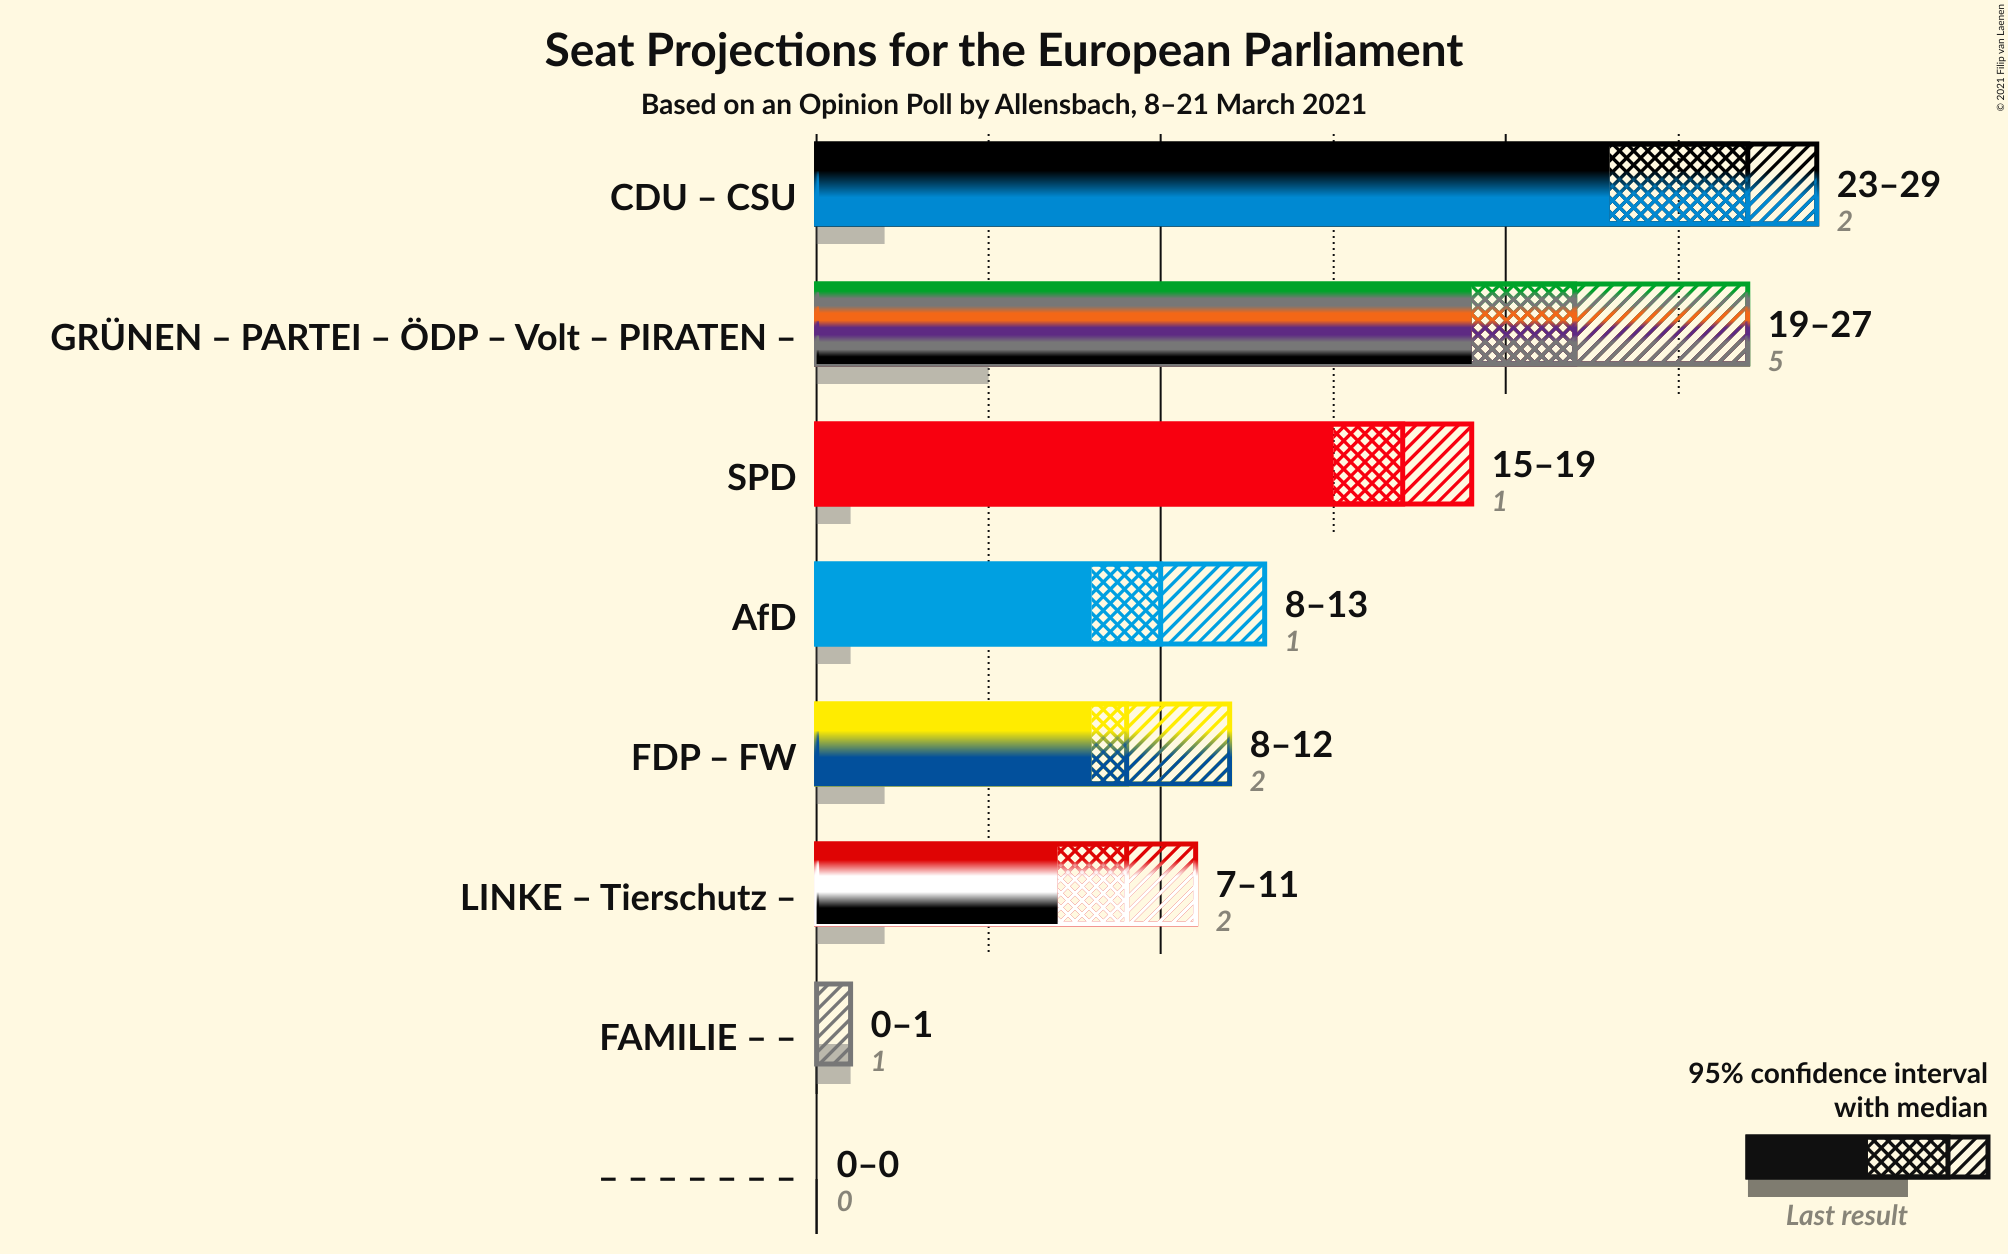 Seat Projections for the European Parliament
Based on an Opinion Poll by Allensbach, 8–21 March 2021
© 2021 Filip van Laenen
CDU – CSU
23–29
2
GRÜNEN – PARTEI – ÖDP – Volt – PIRATEN –
19–27
5
SPD
15–19
1
AfD
8–13
1
FDP – FW
8–12
2
LINKE – Tierschutz –
7–11
2
FAMILIE – –
0–1
1
– – – – – – –
0–0
0
95% confidence interval
with median
Last result